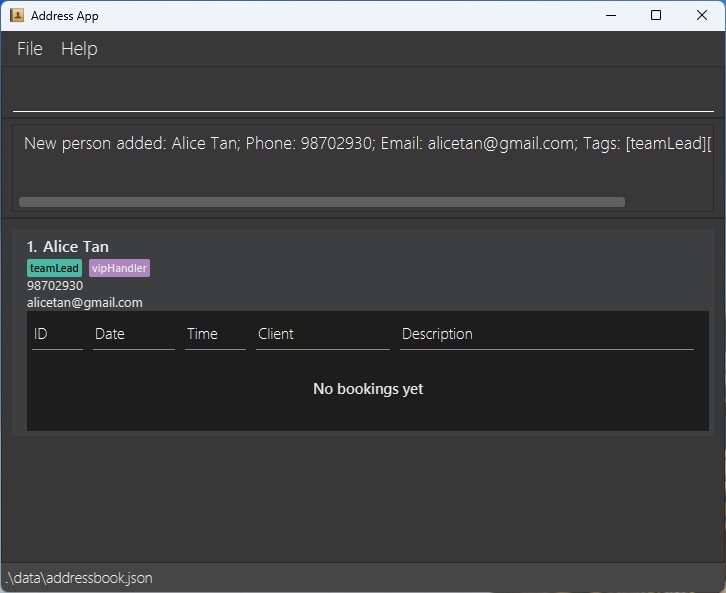 Address App
File Help
New person added: Alice Tan; Phone: 98702930; Email: alicetan@gmail.com; Tags: [teamLead][
1. Alice Tan
teamLead vipHandler
98702930
alicetan@gmail.com
ID Date Time Client Description
No bookings yet
.\data\addressbook.json